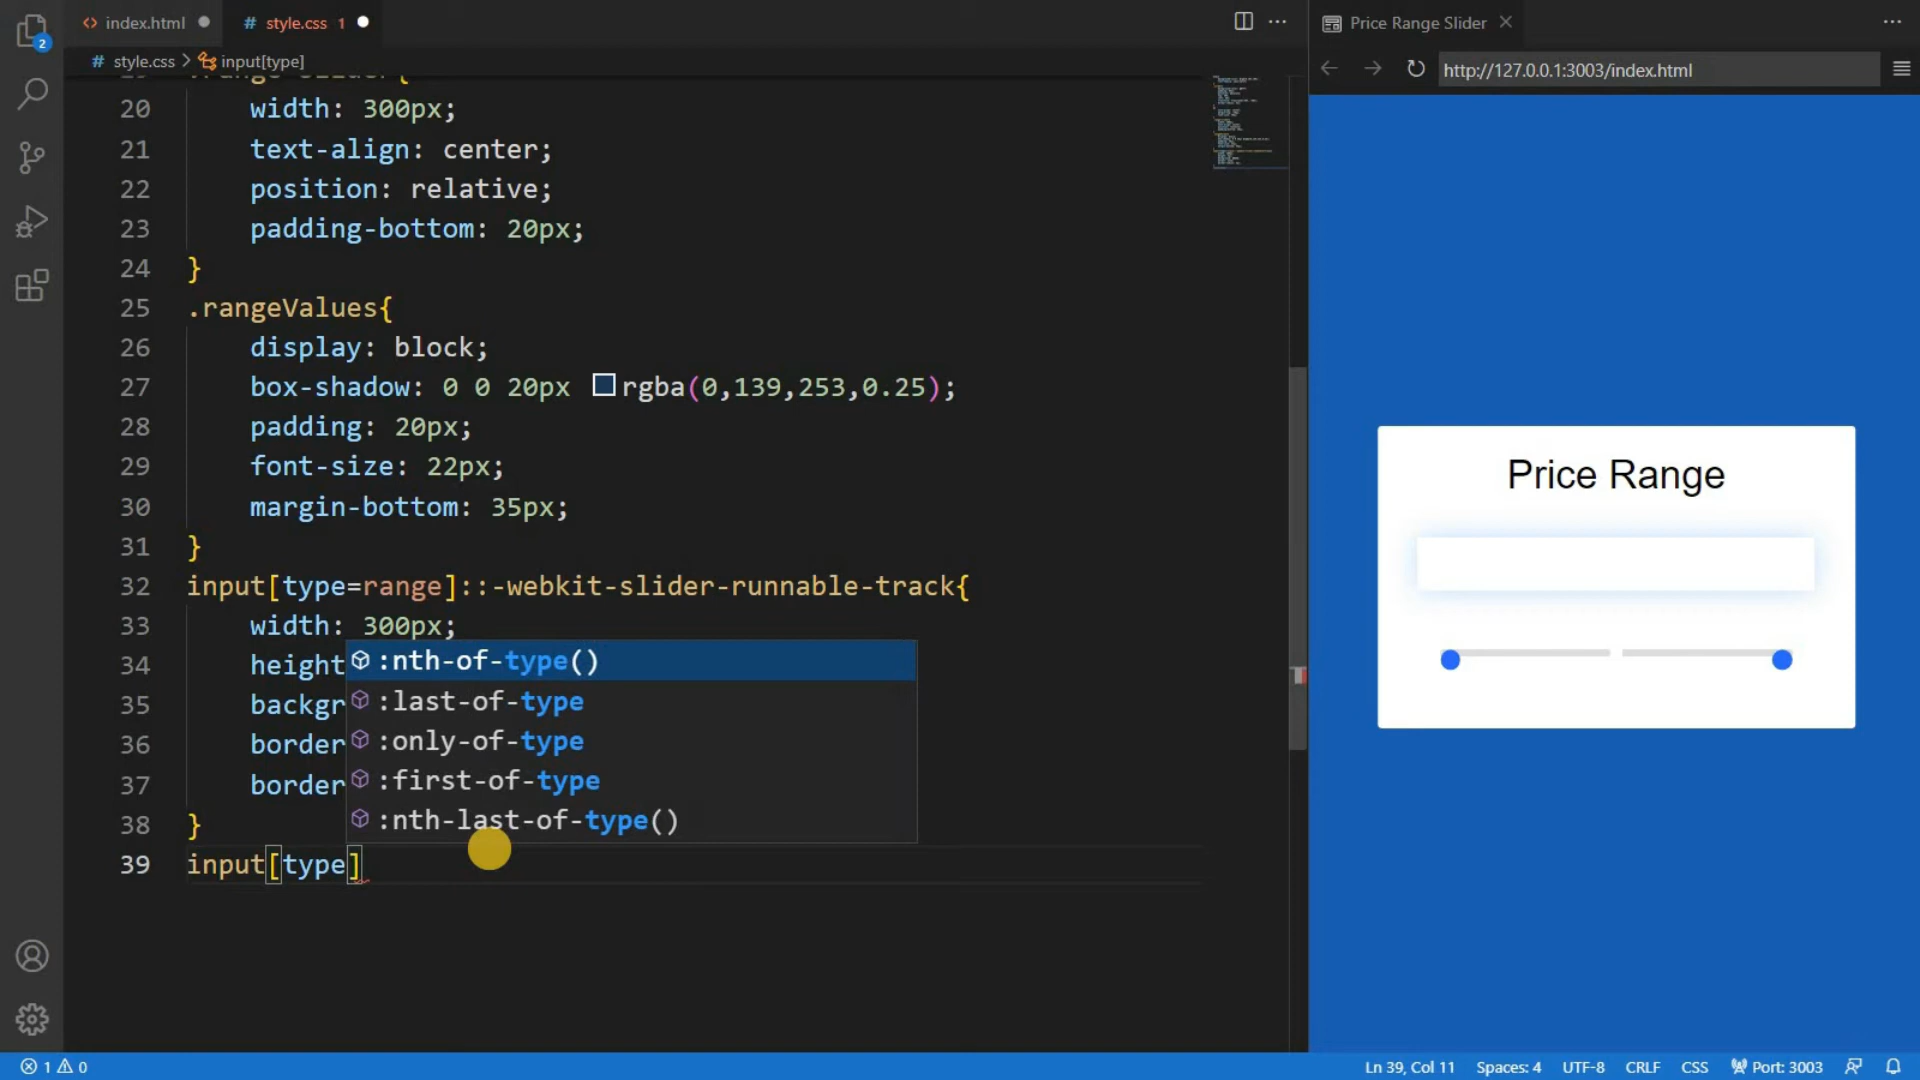 index.html
style.css 1
style.css > input[type]
2
20 width: 300px;
21 text-align: center;
22 position: relative;
23 padding-bottom: 20px;
24 }
25 .rangeValues{
26 display: block;
27 box-shadow: 0 0 20px rgba(0,139,253,0.25);
28 padding: 20px;
29 font-size: 22px;
30 margin-bottom: 35px;
31 }
32 input[type=range]::-webkit-slider-runnable-track{
33 width: 300px;
34 height
35 backgr
36 border
37 border
38 }
39 input[type]
:nth-of-type()
:last-of-type
:only-of-type
:first-of-type
:nth-last-of-type()
Price Range Slider
http://127.0.0.1:3003/index.html
Price Range
1 0
Ln 39, Col 11 Spaces: 4 UTF-8 CRLF CSS Port: 3003